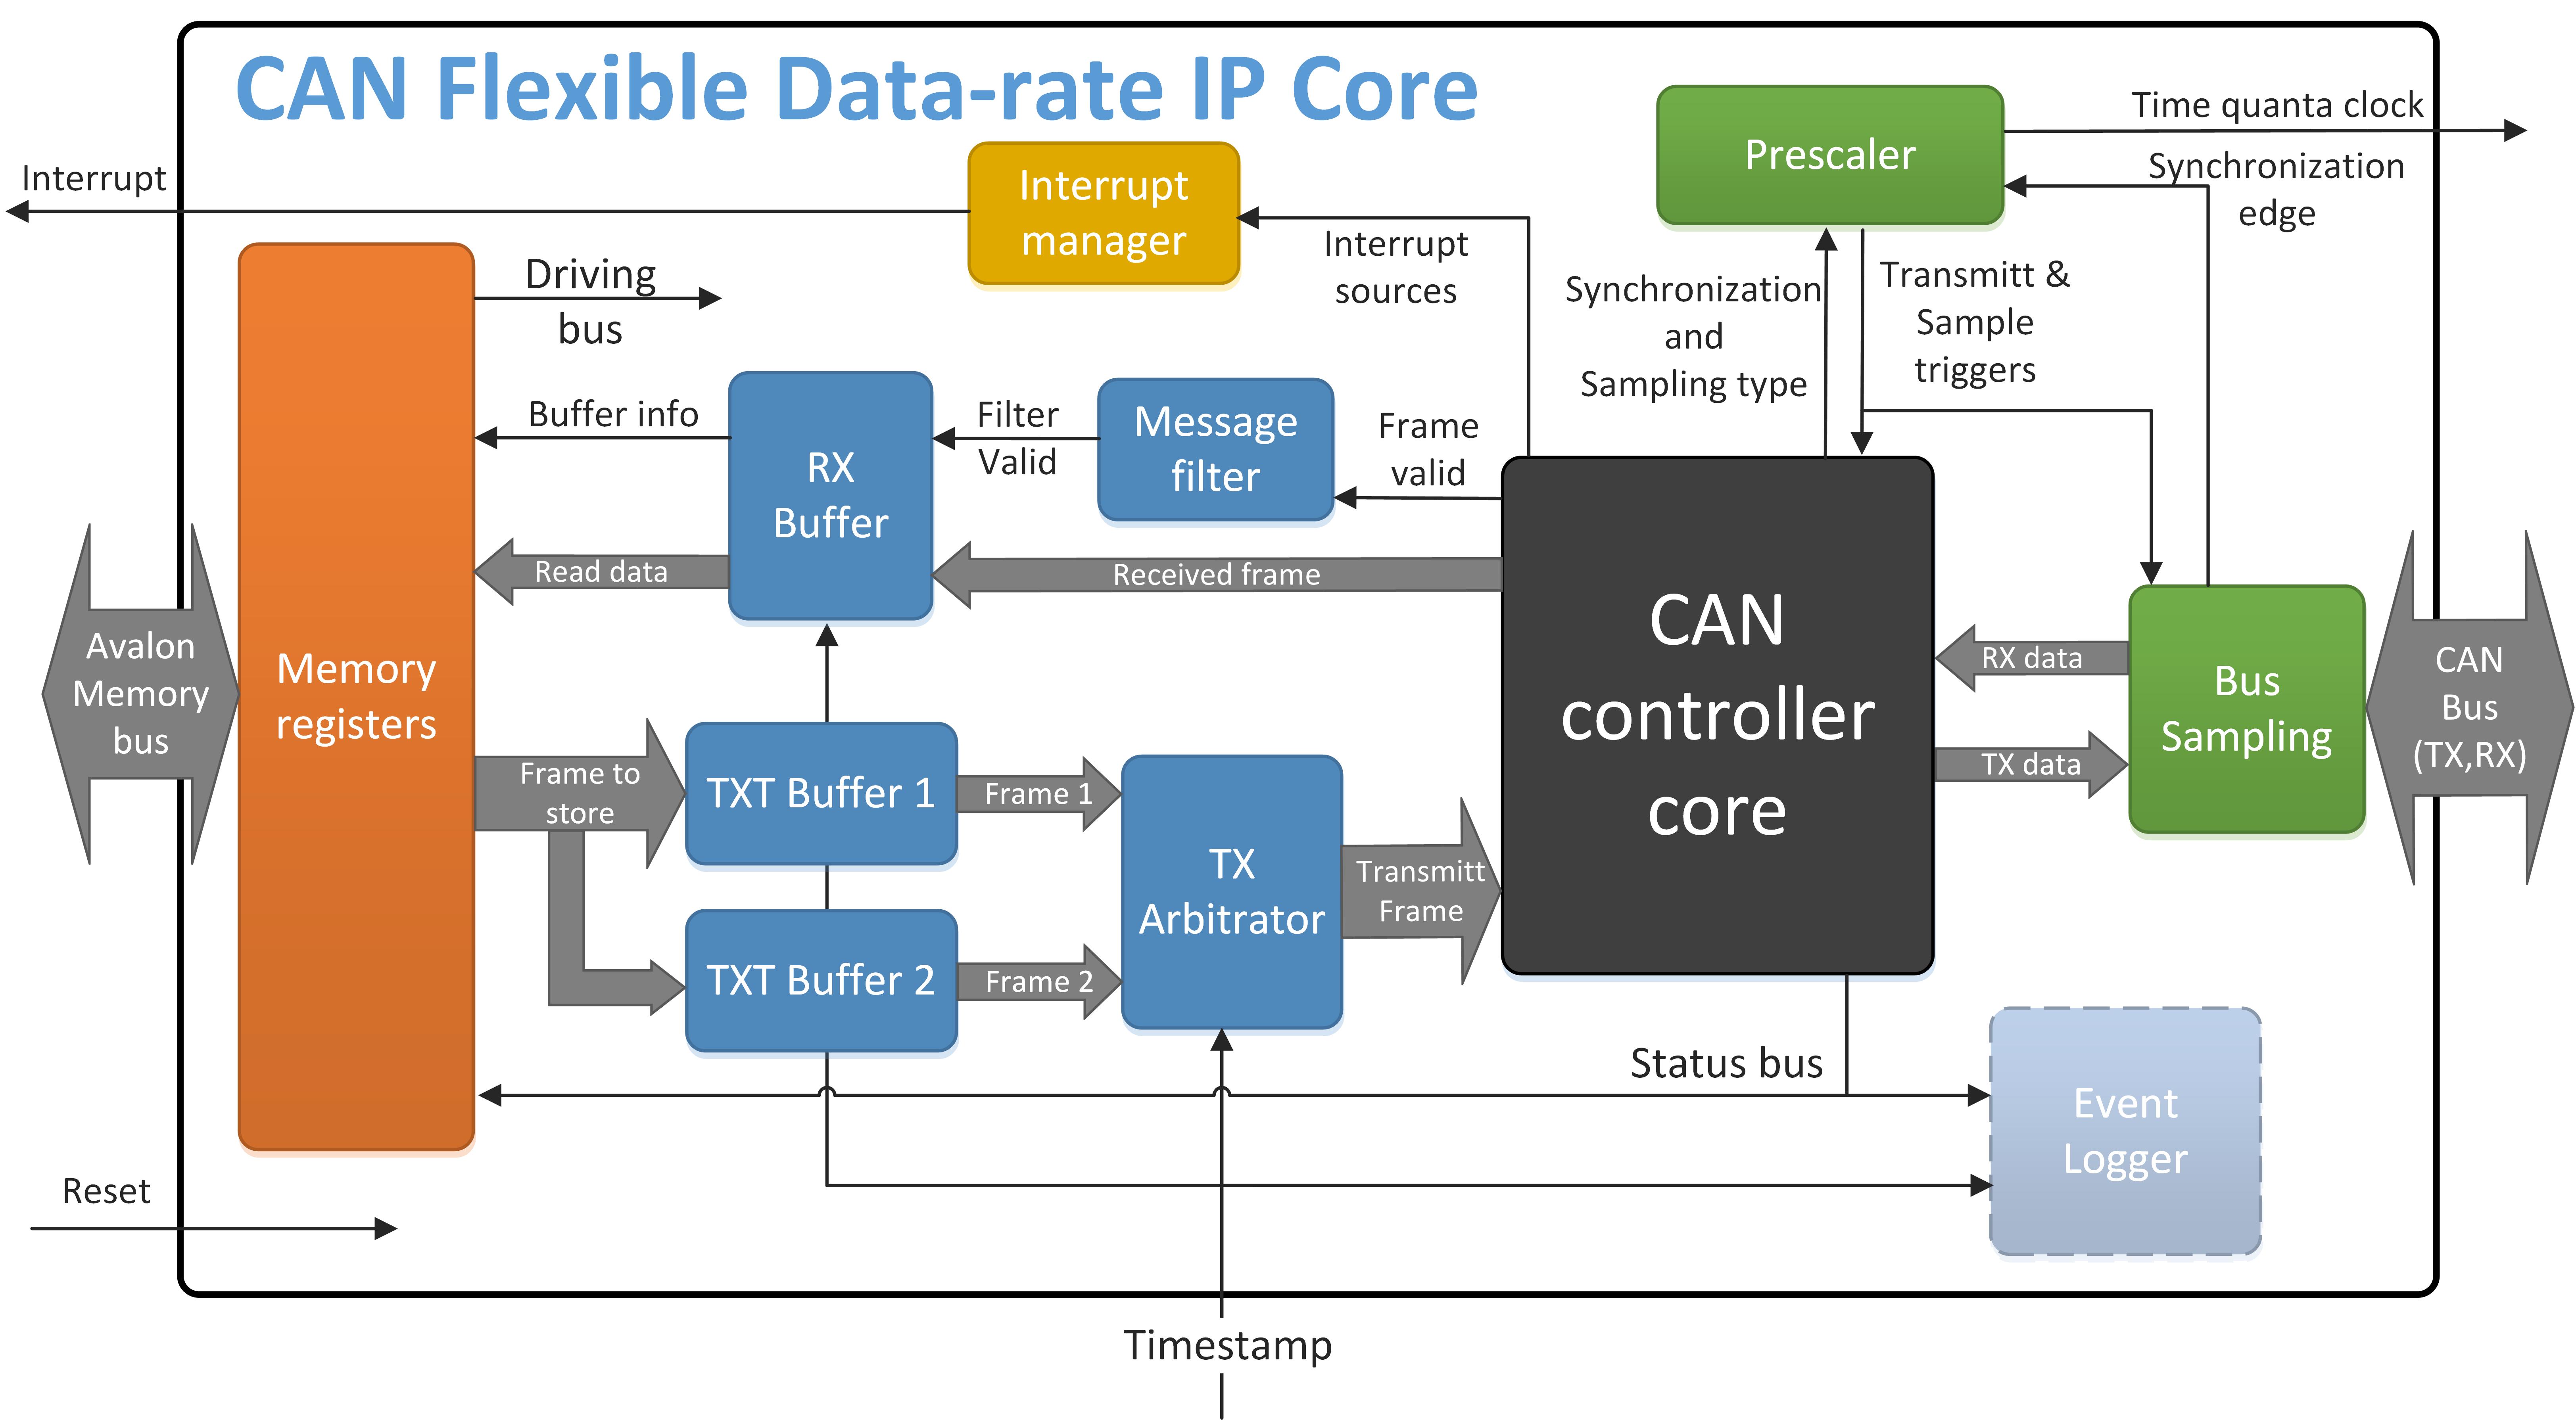 CAN Flexible Data-rate IP Core
Interrupt
Interrupt
manager
Interrupt
sources
Prescaler
Time quanta clock
Synchronization
edge
Synchronization
and
Sampling type
Transmitt &
Sample
triggers
Driving
bus
Buffer info
RX
Buffer
Filter
Valid
Message
filter
Frame
valid
Read data
Received frame
Avalon
Memory
bus
Memory
registers
CAN
controller
core
RX data
TX data
Bus
Sampling
CAN
Bus
(TX,RX)
Frame to
store
TXT Buffer 1
Frame 1
TXT Buffer 2
Frame 2
TX
Arbitrator
Transmitt
Frame
Status bus
Event
Logger
Reset
Timestamp